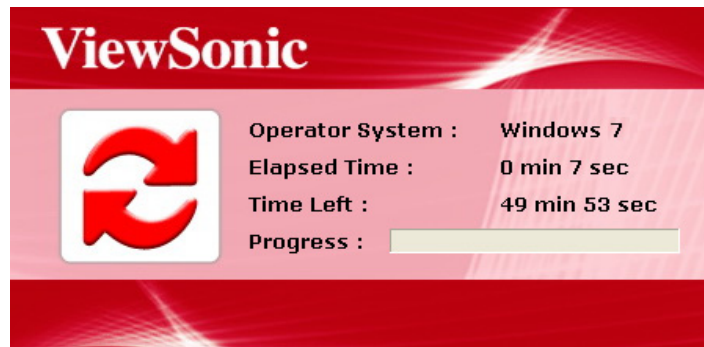 ViewSonic
Operator System : Windows 7
Elapsed Time : 0 min 7 sec
Time Left : 49 min 53 sec
Progress :